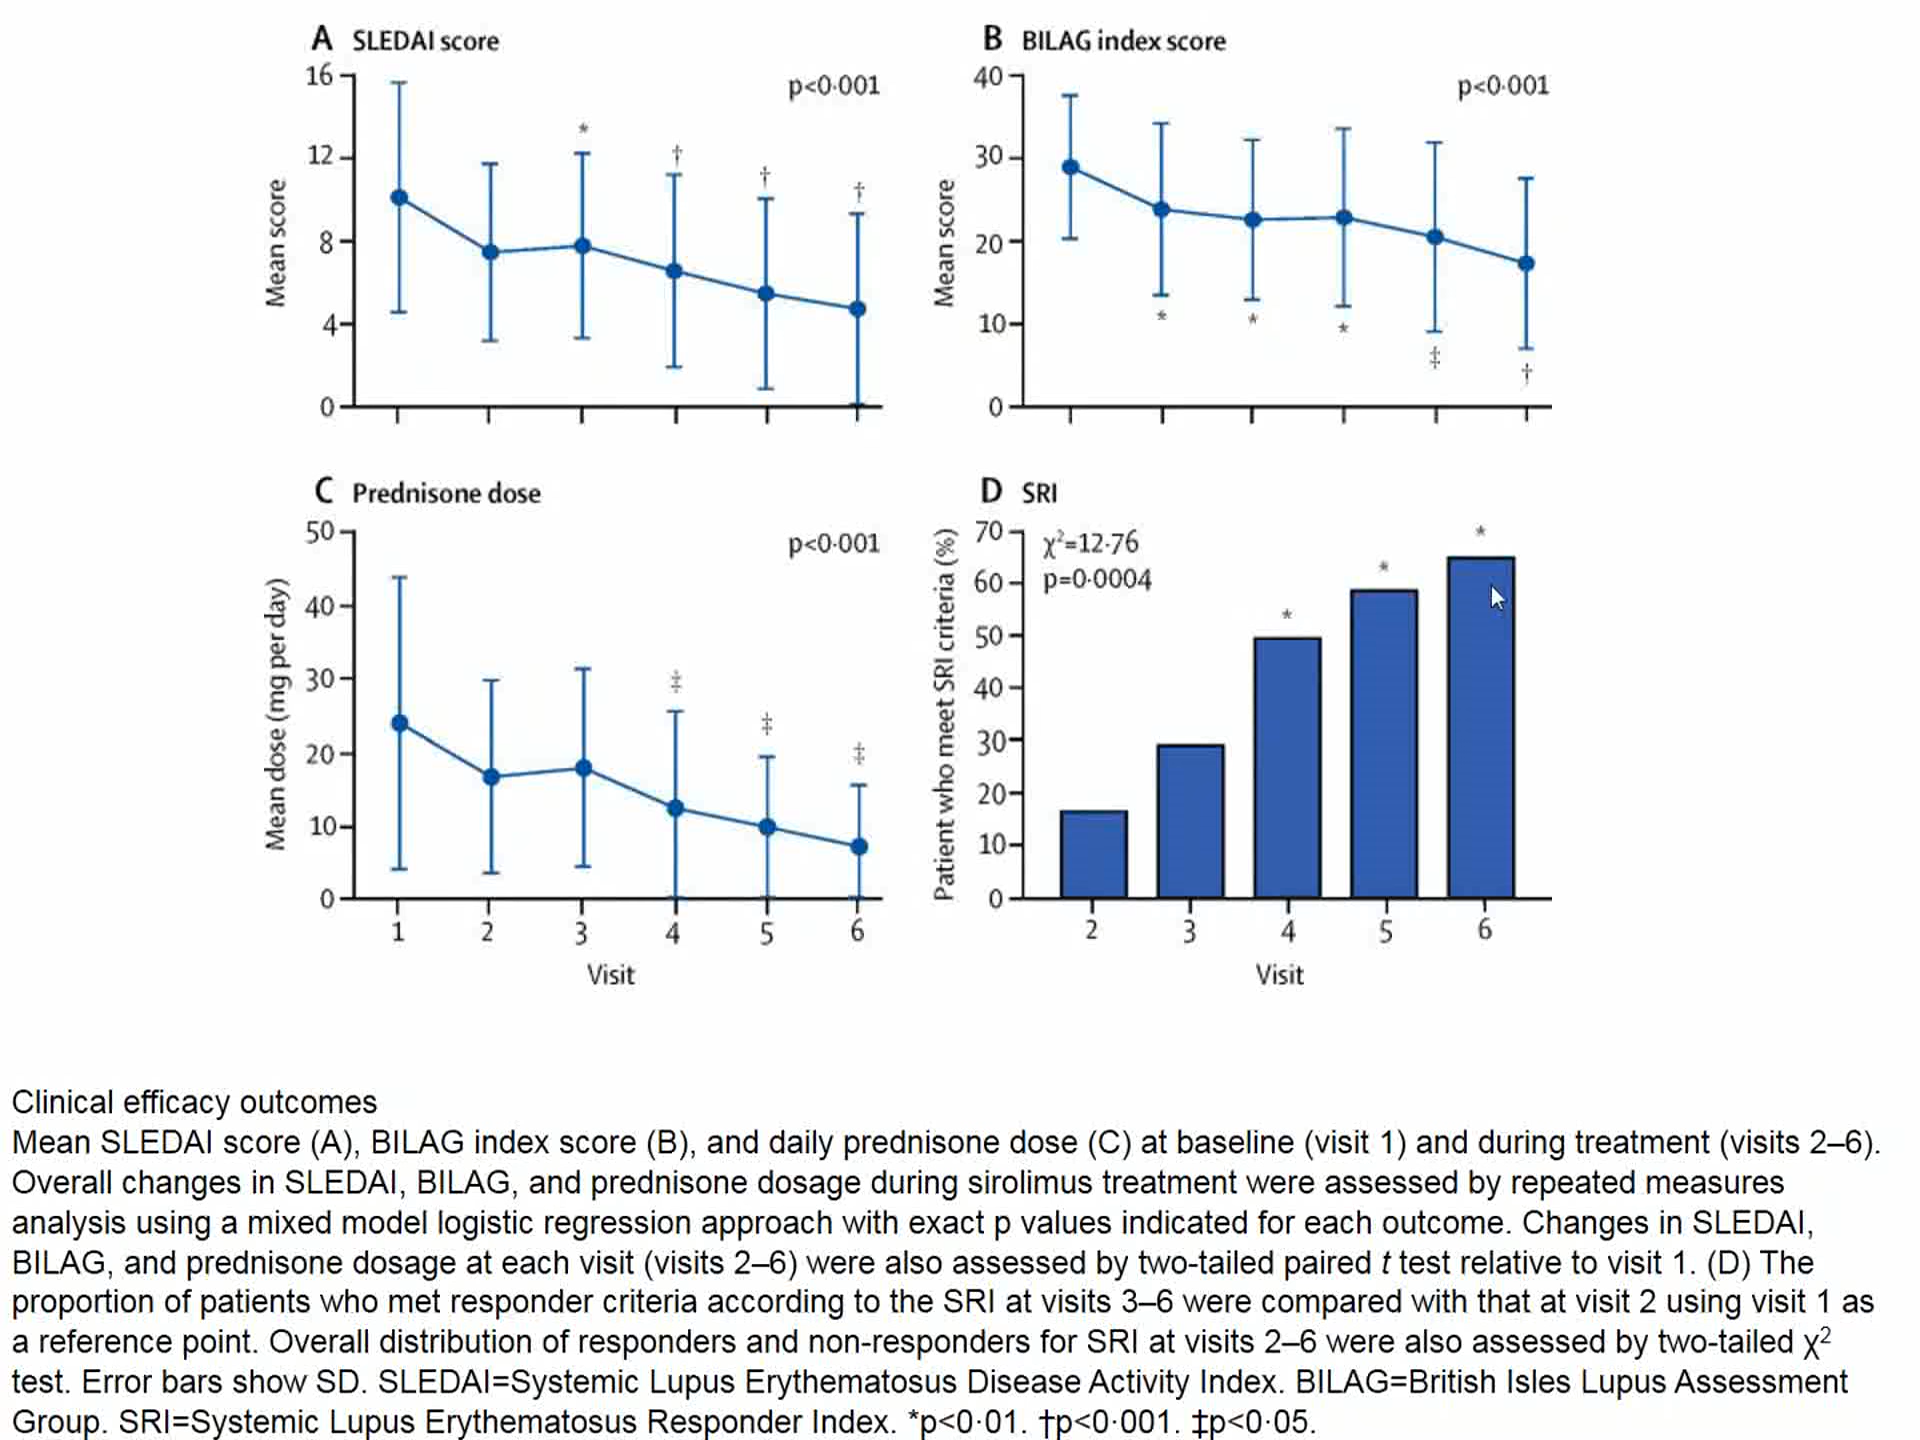 A SLEDAI score
16
12
8
4
0
Mean score
p<0·001
*
†
†
†
B BILAG index score
40
30
20
10
0
Mean score
p<0·001
*
*
*
‡
†
C Prednisone dose
50
40
30
20
10
0
Mean dose (mg per day)
p<0·001
‡
‡
‡
1 2 3 4 5 6
Visit
D SRI
70
60
50
40
30
20
10
0
Patient who meet SRI criteria (%)
χ²=12·76
p=0·0004
*
*
*
2 3 4 5 6
Visit
Clinical efficacy outcomes
Mean SLEDAI score (A), BILAG index score (B), and daily prednisone dose (C) at baseline (visit 1) and during treatment (visits 2–6).
Overall changes in SLEDAI, BILAG, and prednisone dosage during sirolimus treatment were assessed by repeated measures
analysis using a mixed model logistic regression approach with exact p values indicated for each outcome. Changes in SLEDAI,
BILAG, and prednisone dosage at each visit (visits 2–6) were also assessed by two-tailed paired t test relative to visit 1. (D) The
proportion of patients who met responder criteria according to the SRI at visits 3–6 were compared with that at visit 2 using visit 1 as
a reference point. Overall distribution of responders and non-responders for SRI at visits 2–6 were also assessed by two-tailed χ²
test. Error bars show SD. SLEDAI=Systemic Lupus Erythematosus Disease Activity Index. BILAG=British Isles Lupus Assessment
Group. SRI=Systemic Lupus Erythematosus Responder Index. *p<0·01. †p<0·001. ‡p<0·05.